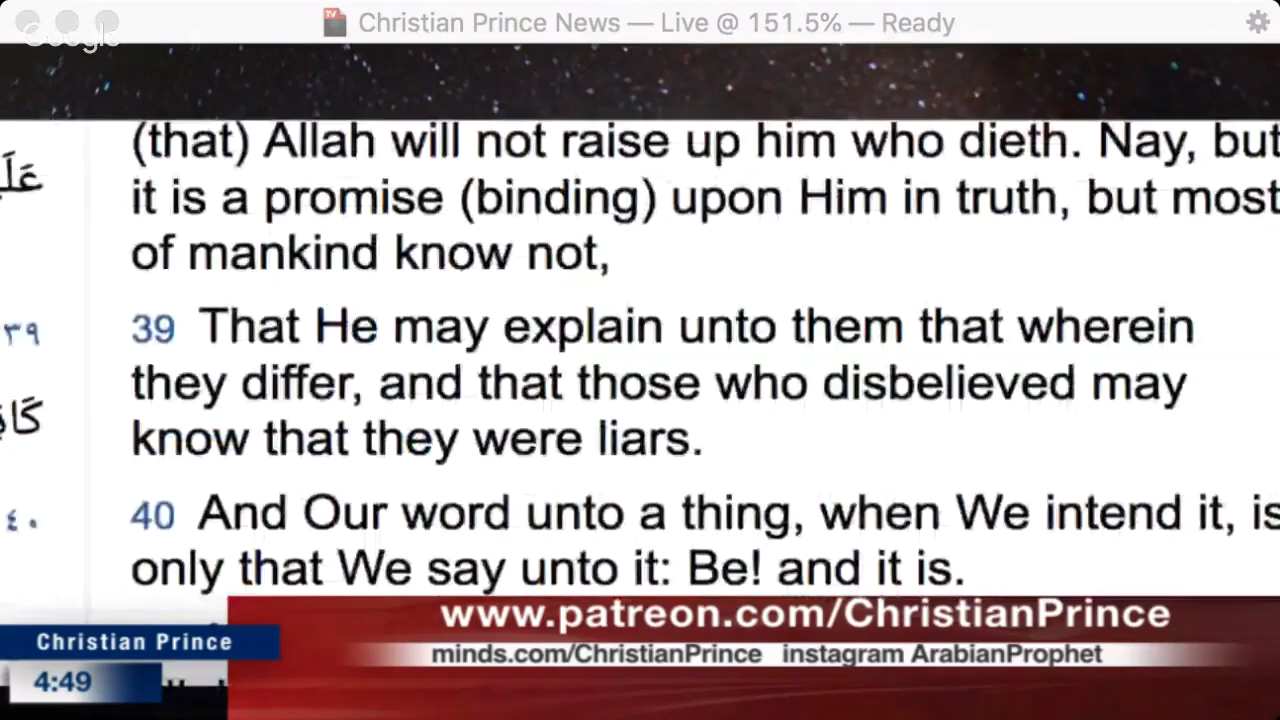 Christian Prince News — Live @ 151.5% — Ready
Google
(that) Allah will not raise up him who dieth. Nay, but
it is a promise (binding) upon Him in truth, but most
of mankind know not,
٣٩
39 That He may explain unto them that wherein
they differ, and that those who disbelieved may
know that they were liars.
٤٠
40 And Our word unto a thing, when We intend it, is
only that We say unto it: Be! and it is.
www.patreon.com/ChristianPrince
Christian Prince
minds.com/ChristianPrince instagram ArabianProphet
4:49